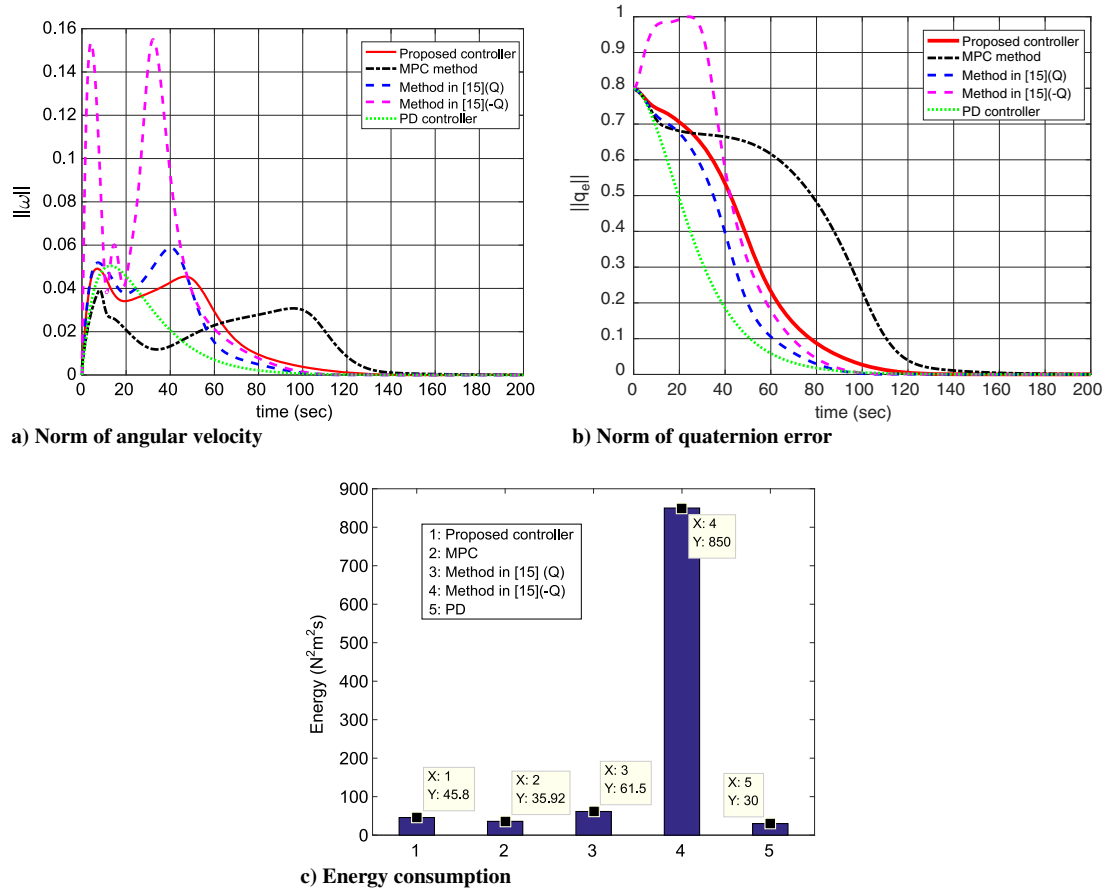 0.16
0.14
0.12
0.1
0.08
0.06
0.04
0.02
0
||ω||
Proposed controller
MPC method
Method in [15](Q)
Method in [15](-Q)
PD controller
0 20 40 60 80 100 120 140 160 180 200
time (sec)
a) Norm of angular velocity
1
0.9
0.8
0.7
0.6
0.5
0.4
0.3
0.2
0.1
0
||qₑ||
Proposed controller
MPC method
Method in [15](Q)
Method in [15](-Q)
PD controller
0 20 40 60 80 100 120 140 160 180 200
time (sec)
b) Norm of quaternion error
900
800
700
600
500
400
300
200
100
0
Energy (N²m²s)
1: Proposed controller
2: MPC
3: Method in [15] (Q)
4: Method in [15](-Q)
5: PD
X: 4
Y: 850
X: 1
Y: 45.8
X: 2
Y: 35.92
X: 3
Y: 61.5
X: 5
Y: 30
1 2 3 4 5
c) Energy consumption